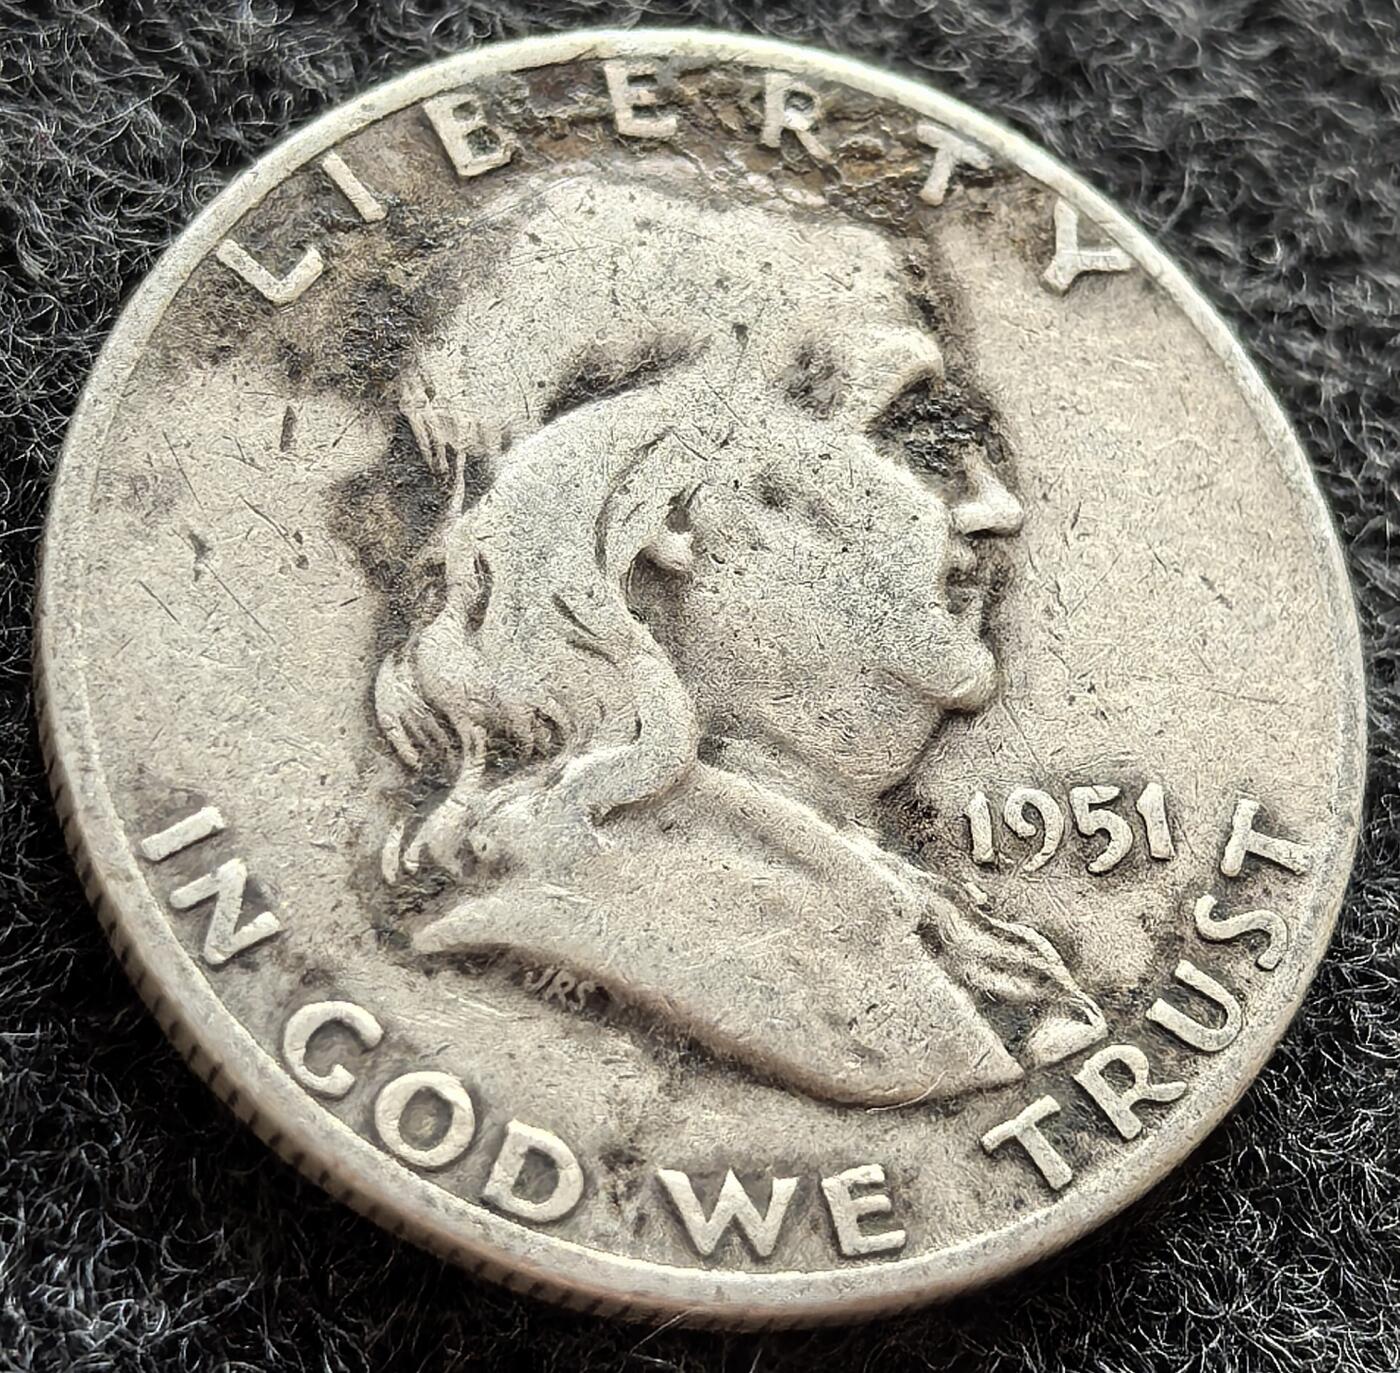 LIBERTY
1951
JRS
IN GOD WE TRUST